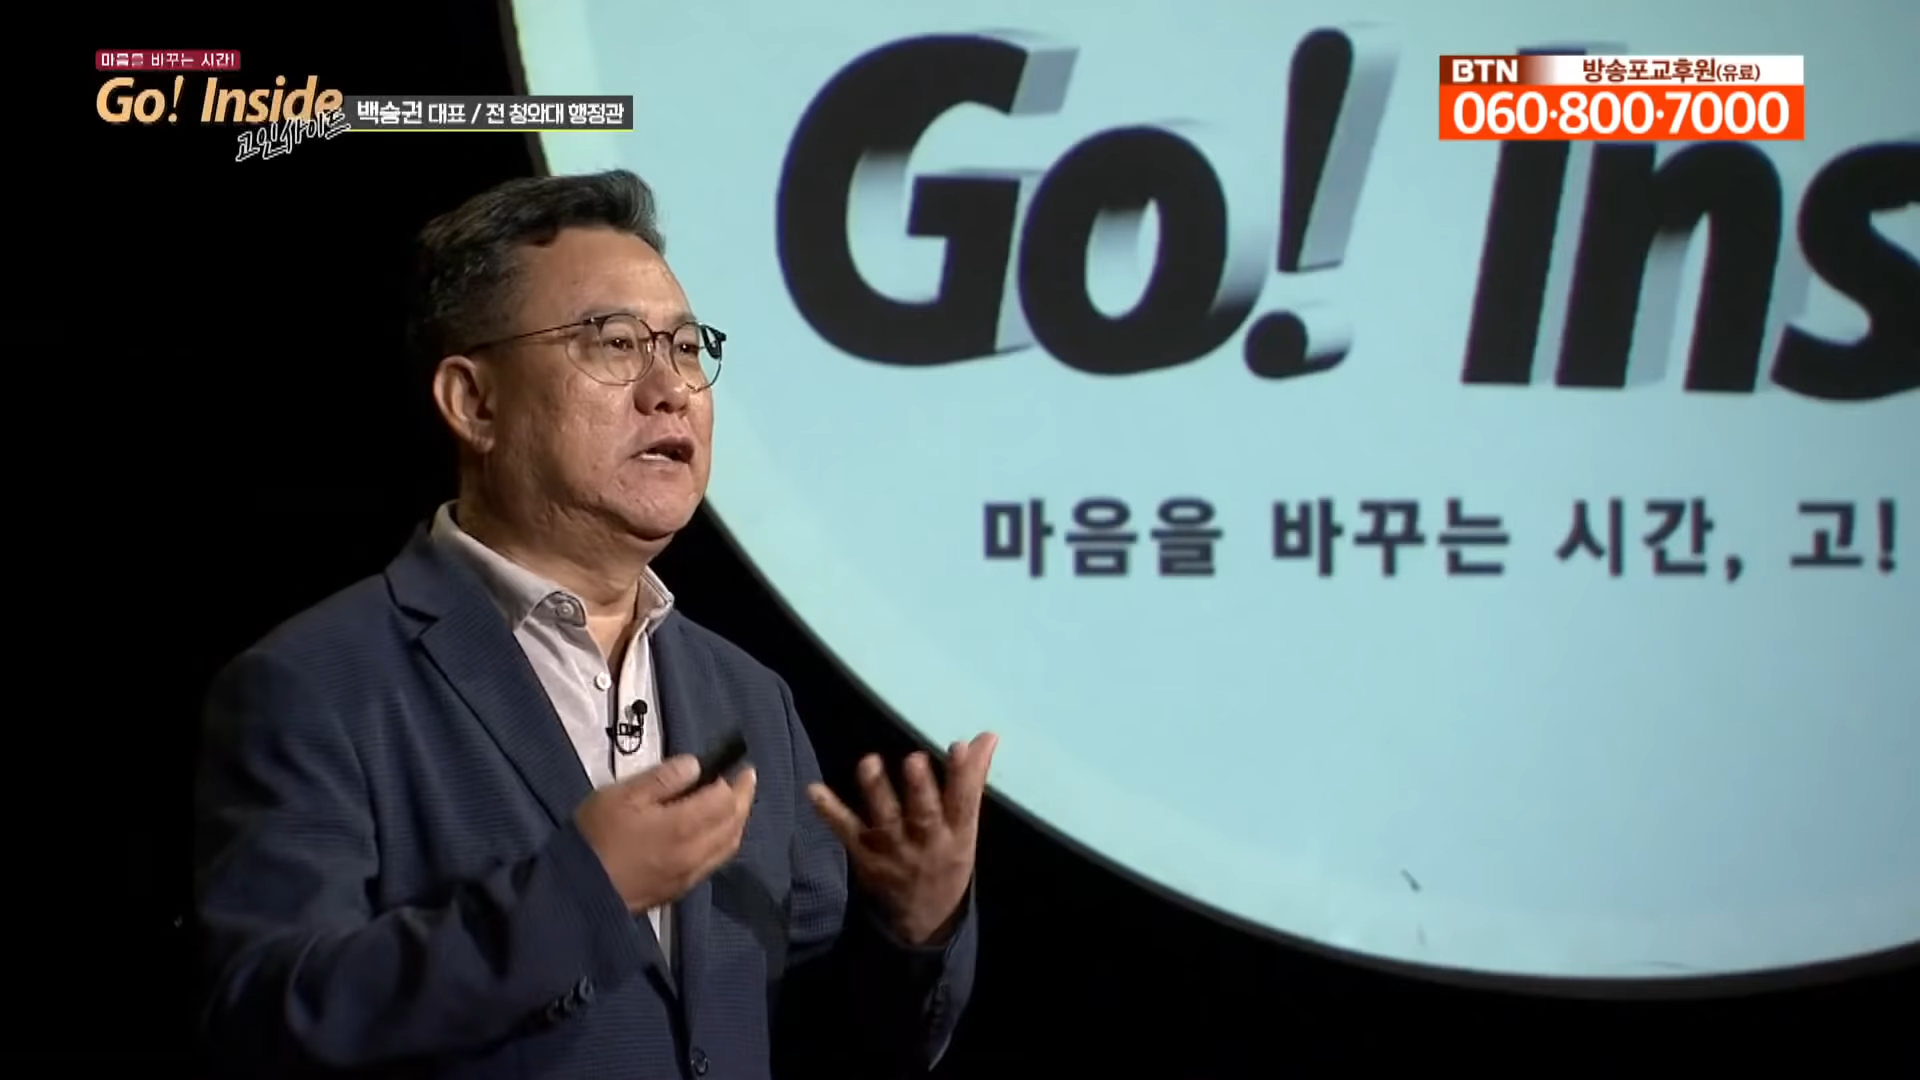 마음을 바꾸는 시간!
Go! Inside
고인사이드
백승권 대표 / 전 청와대 행정관
BTN 방송포교후원(유료)
060·800·7000
Go! Ins
마음을 바꾸는 시간, 고!